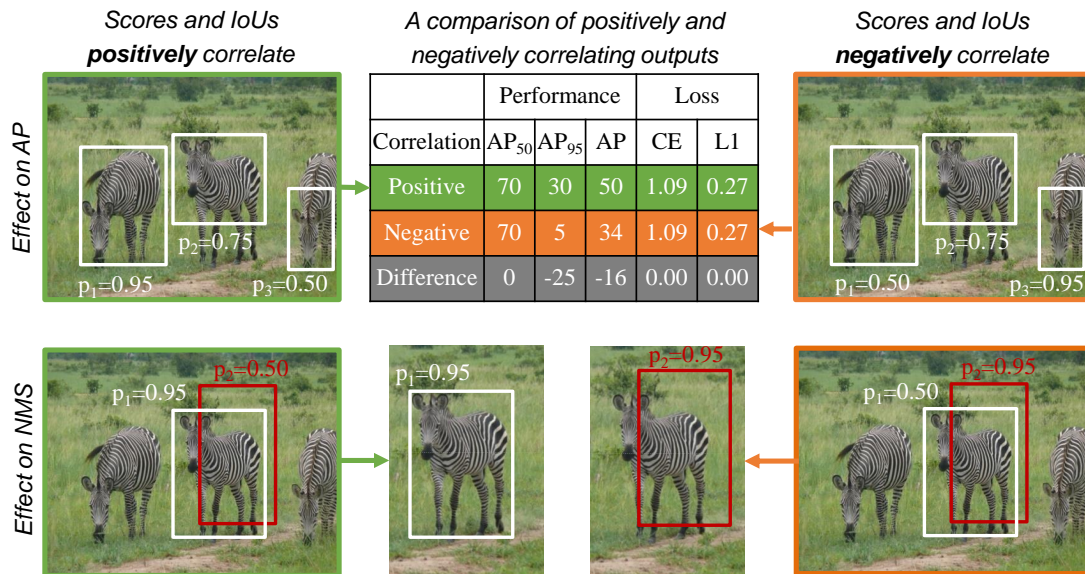 Scores and IoUs
positively correlate
A comparison of positively and
negatively correlating outputs
Scores and IoUs
negatively correlate
Effect on AP
p₁=0.95
p₂=0.75
p₃=0.50
Performance Loss
Correlation AP₅₀ AP₉₅ AP CE L1
Positive 70 30 50 1.09 0.27
Negative 70 5 34 1.09 0.27
Difference 0 -25 -16 0.00 0.00
p₁=0.50
p₂=0.75
p₃=0.95
Effect on NMS
p₂=0.50
p₁=0.95
p₁=0.95
p₂=0.95
p₂=0.95
p₁=0.50